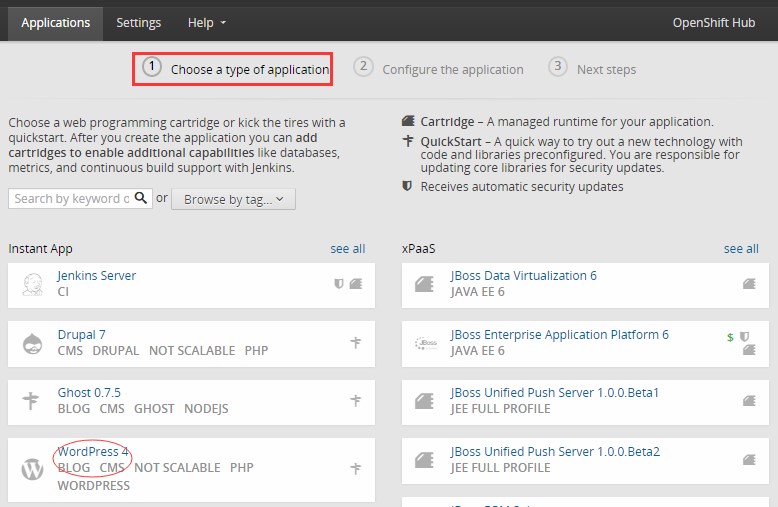 Applications Settings Help OpenShift Hub
1 Choose a type of application 2 Configure the application 3 Next steps
Choose a web programming cartridge or kick the tires with a
quickstart. After you create the application you can add
cartridges to enable additional capabilities like databases,
metrics, and continuous build support with Jenkins.
Search by keyword o or Browse by tag...
Cartridge – A managed runtime for your application.
QuickStart – A quick way to try out a new technology with
code and libraries preconfigured. You are responsible for
updating core libraries for security updates.
Receives automatic security updates
Instant App see all
Jenkins Server
CI
Drupal 7
CMS DRUPAL NOT SCALABLE PHP
Ghost 0.7.5
BLOG CMS GHOST NODEJS
WordPress 4
BLOG CMS NOT SCALABLE PHP
WORDPRESS
xPaaS see all
JBoss Data Virtualization 6
JAVA EE 6
JBoss Enterprise Application Platform 6
JBoss
$
JAVA EE 6
JBoss Unified Push Server 1.0.0.Beta1
JEE FULL PROFILE
JBoss Unified Push Server 1.0.0.Beta2
JEE FULL PROFILE